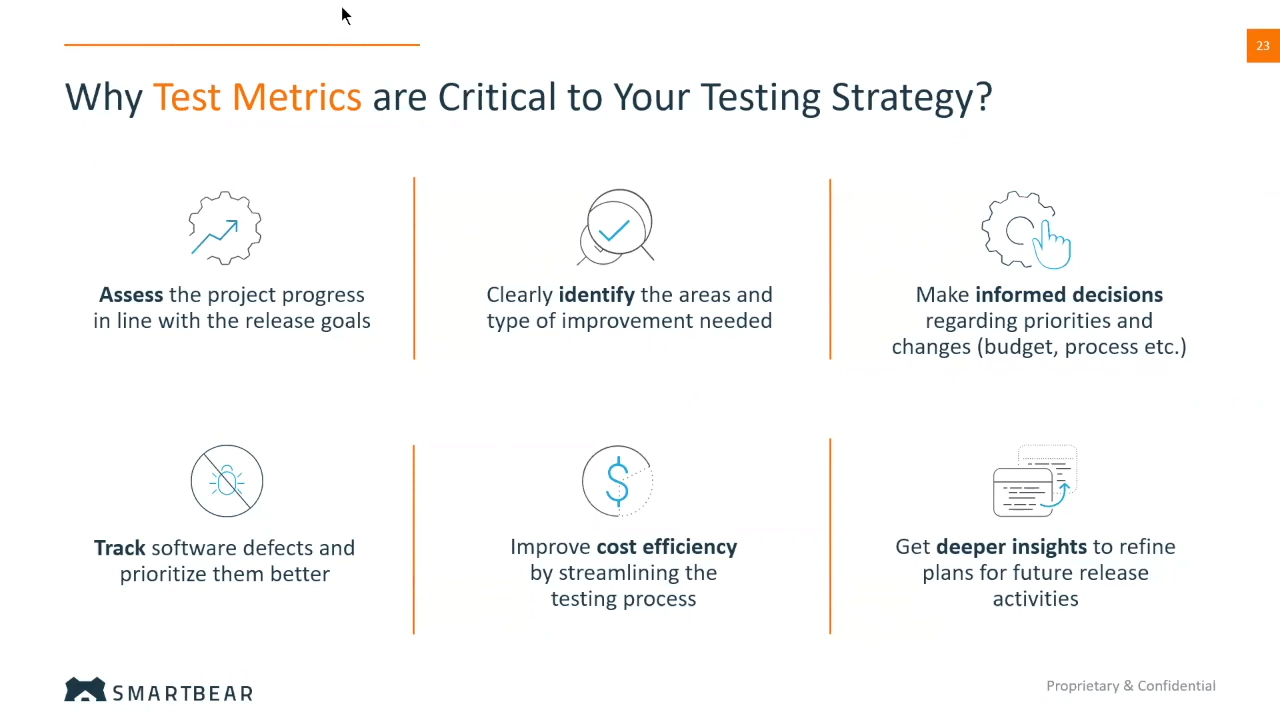 23
Why Test Metrics are Critical to Your Testing Strategy?
Assess the project progress
in line with the release goals
Clearly identify the areas and
type of improvement needed
Make informed decisions
regarding priorities and
changes (budget, process etc.)
Track software defects and
prioritize them better
$
Improve cost efficiency
by streamlining the
testing process
Get deeper insights to refine
plans for future release
activities
SMARTBEAR
Proprietary & Confidential